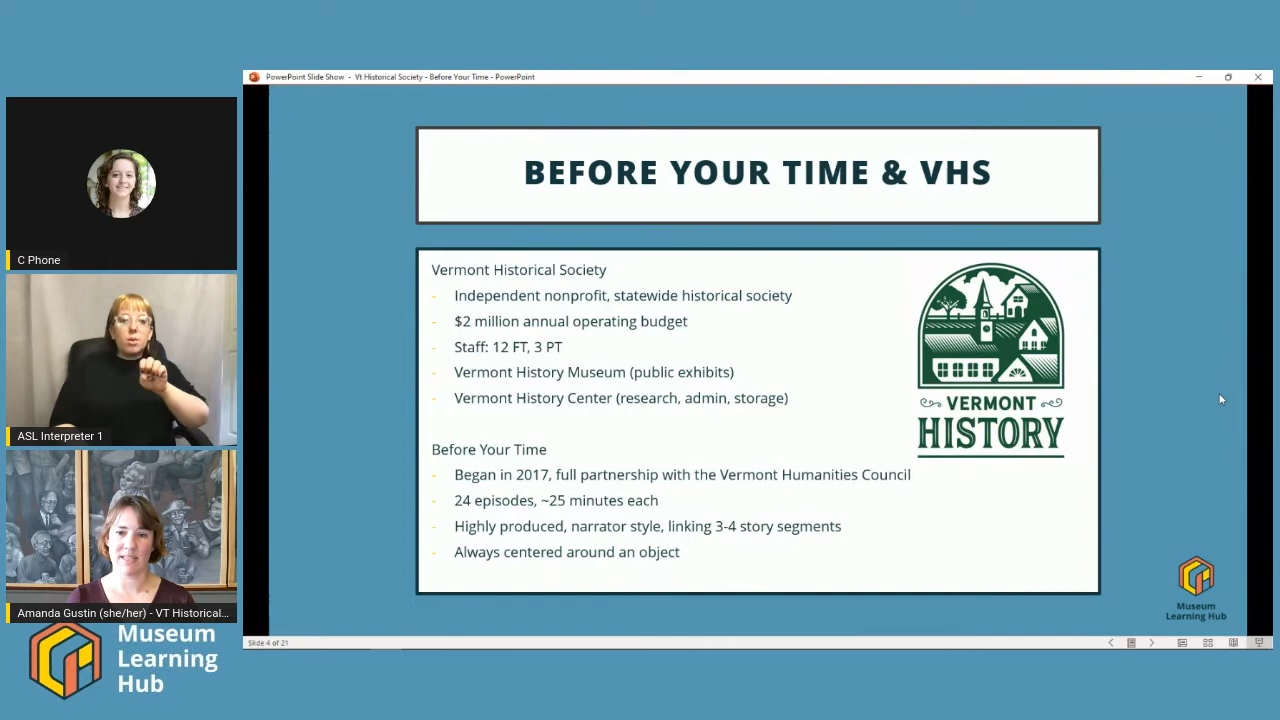 PowerPoint Slide Show - Vt Historical Society - Before Your Time - PowerPoint
C Phone
ASL Interpreter 1
Amanda Gustin (she/her) - VT Historical...
Museum
Learning
Hub
BEFORE YOUR TIME & VHS
Vermont Historical Society
- Independent nonprofit, statewide historical society
- $2 million annual operating budget
- Staff: 12 FT, 3 PT
- Vermont History Museum (public exhibits)
- Vermont History Center (research, admin, storage)
Before Your Time
- Began in 2017, full partnership with the Vermont Humanities Council
- 24 episodes, ~25 minutes each
- Highly produced, narrator style, linking 3-4 story segments
- Always centered around an object
VERMONT
HISTORY
Museum
Learning Hub
Slide 4 of 21